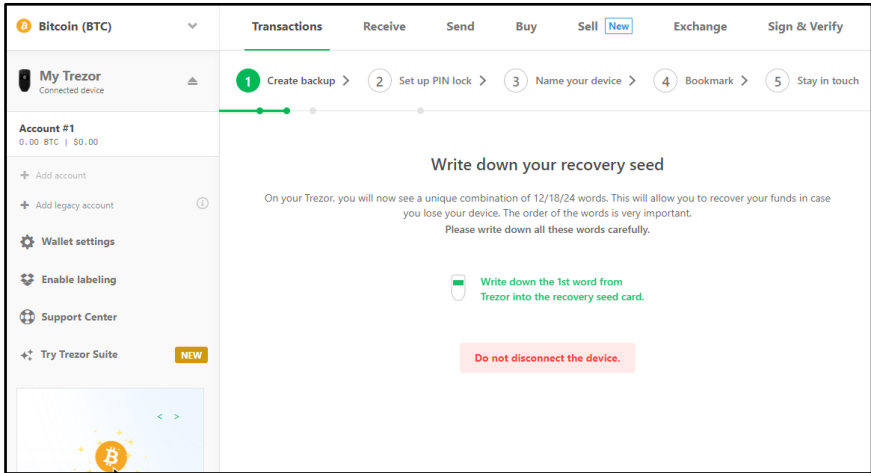 Bitcoin (BTC)
Transactions Receive Send Buy Sell New Exchange Sign & Verify
My Trezor
Connected device
1 Create backup > 2 Set up PIN lock > 3 Name your device > 4 Bookmark > 5 Stay in touch
Account #1
0.00 BTC | $0.00
+ Add account
+ Add legacy account
Wallet settings
Enable labeling
Support Center
Try Trezor Suite NEW
Write down your recovery seed
On your Trezor, you will now see a unique combination of 12/18/24 words. This will allow you to recover your funds in case
you lose your device. The order of the words is very important.
Please write down all these words carefully.
Write down the 1st word from
Trezor into the recovery seed card.
Do not disconnect the device.
< >